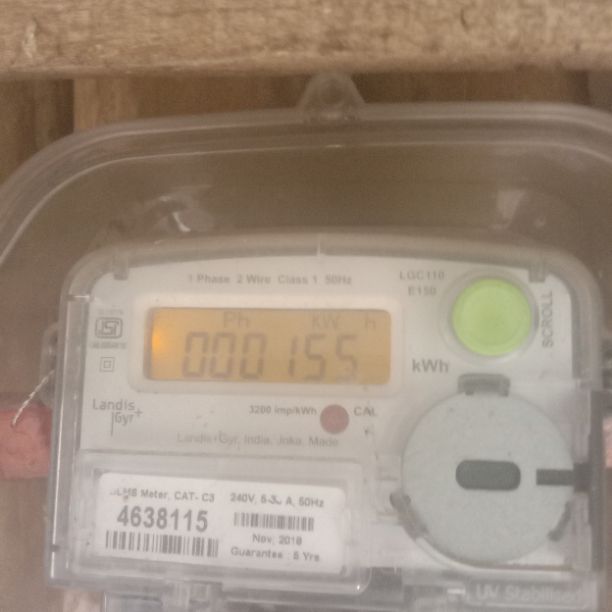 1 Phase 2 Wire Class 1 50Hz
LGC110
E150
SCROLL
Ph kW h
000155
kWh
Landis
Gyr+
3200 imp/kWh CAL
Landis+Gyr, India, Joka, Made
Meter, CAT- C3 240V, A, 50Hz
4638115
Nov, 2018
Guarantee : 5 Yrs
UV Stabilised